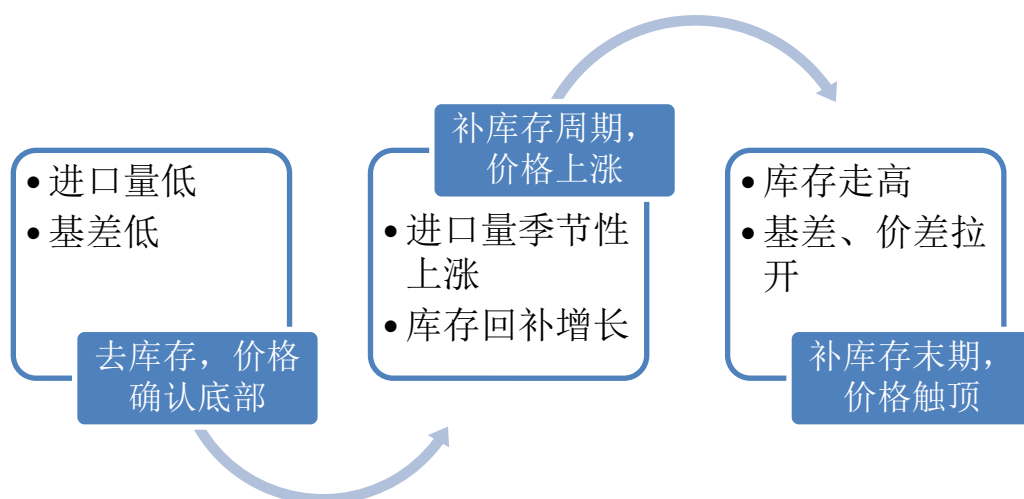 • 进口量低
• 基差低
去库存，价格
确认底部
补库存周期，
价格上涨
• 进口量季节性
上涨
• 库存回补增长
• 库存走高
• 基差、价差拉
开
补库存末期，
价格触顶